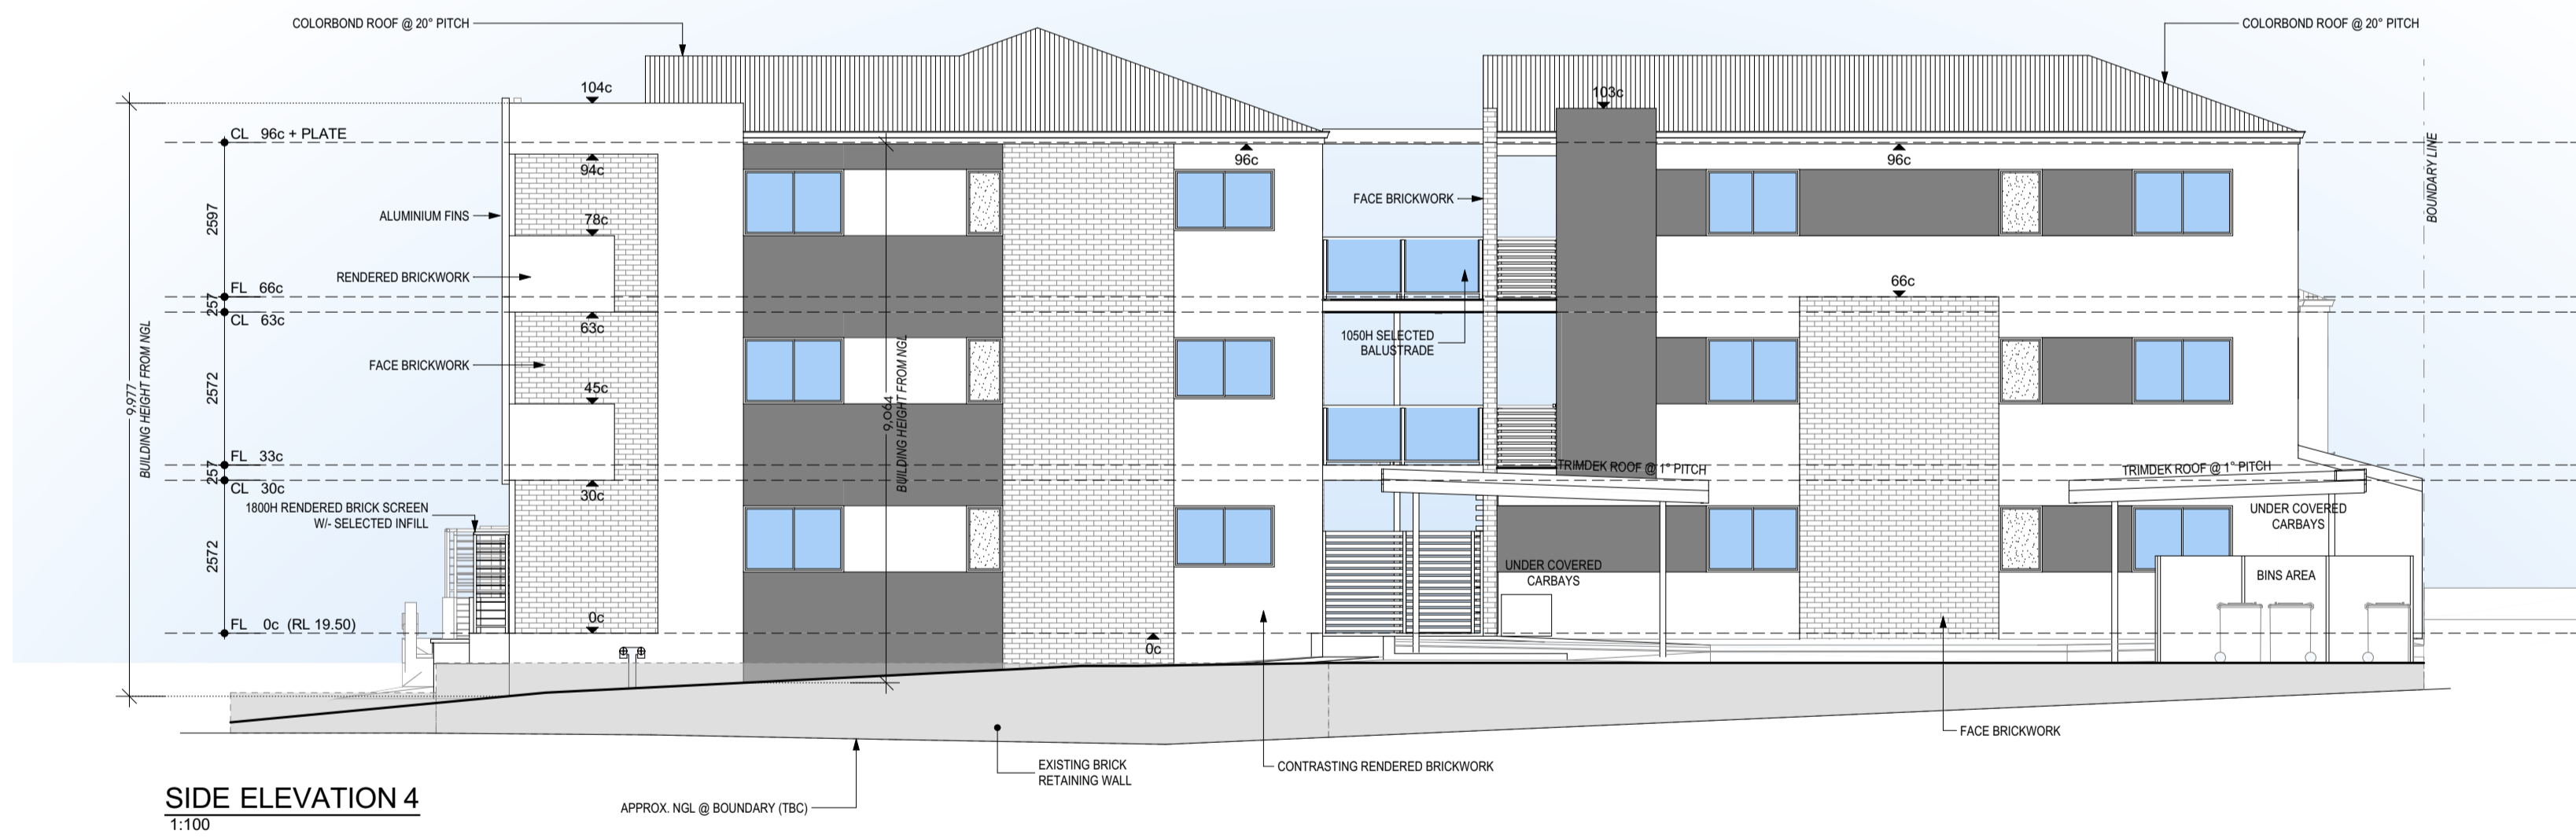 COLORBOND ROOF @ 20° PITCH
COLORBOND ROOF @ 20° PITCH
104c
103c
CL 96c + PLATE
96c
96c
94c
BOUNDARY LINE
FACE BRICKWORK
ALUMINIUM FINS
78c
2597
RENDERED BRICKWORK
FL 66c
66c
257
CL 63c
63c
1050H SELECTED
BALUSTRADE
FACE BRICKWORK
2572
45c
9,977
BUILDING HEIGHT FROM NGL
9,064
BUILDING HEIGHT FROM NGL
FL 33c
257
CL 30c
30c
TRIMDEK ROOF @ 1° PITCH
TRIMDEK ROOF @ 1° PITCH
1800H RENDERED BRICK SCREEN
W/- SELECTED INFILL
UNDER COVERED
CARBAYS
2572
UNDER COVERED
CARBAYS
BINS AREA
FL 0c (RL 19.50)
0c
0c
FACE BRICKWORK
EXISTING BRICK
RETAINING WALL
CONTRASTING RENDERED BRICKWORK
APPROX. NGL @ BOUNDARY (TBC)
SIDE ELEVATION 4
1:100